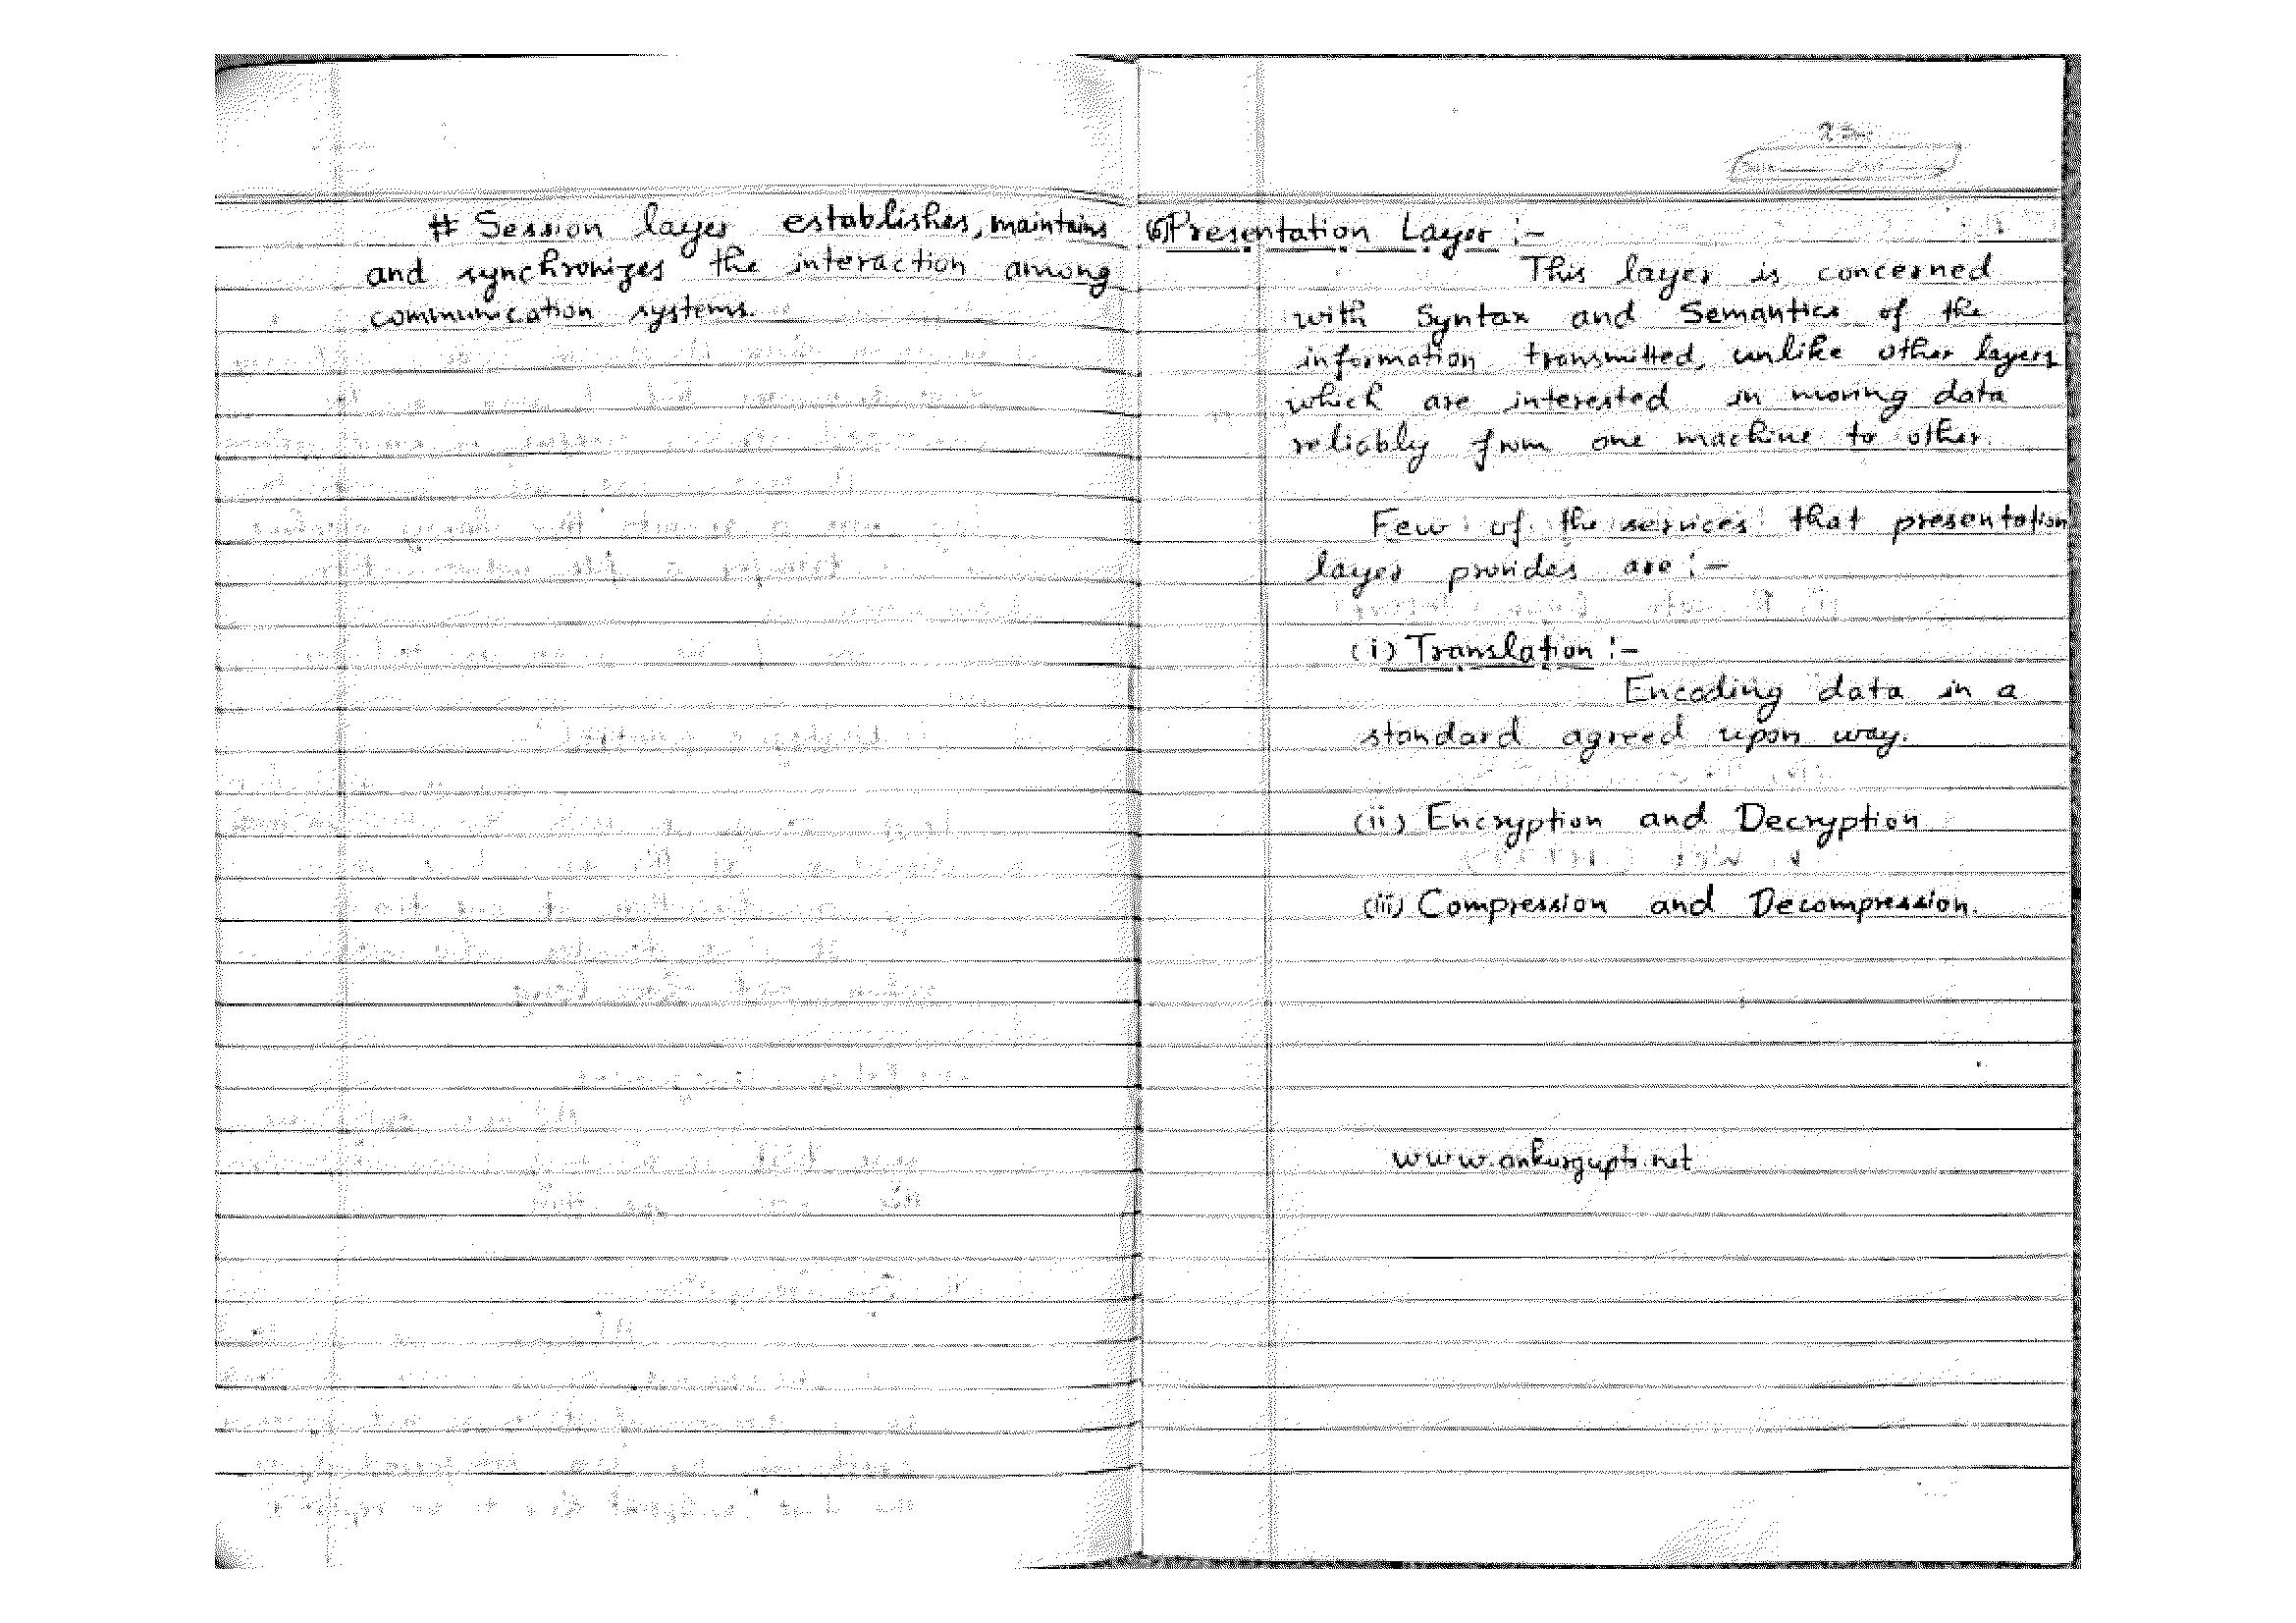 # Session layer establishes, maintains
and synchronizes the interaction among
communication systems.
(6) Presentation Layer :-
This layer is concerned
with Syntax and Semantics of the
information transmitted, unlike other layers
which are interested in moving data
reliably from one machine to other.
Few of the services that presentation
layer provides are :-
(i) Translation :-
Encoding data in a
standard agreed upon way.
(ii) Encryption and Decryption
(iii) Compression and Decompression.
www.ankurgupta.net